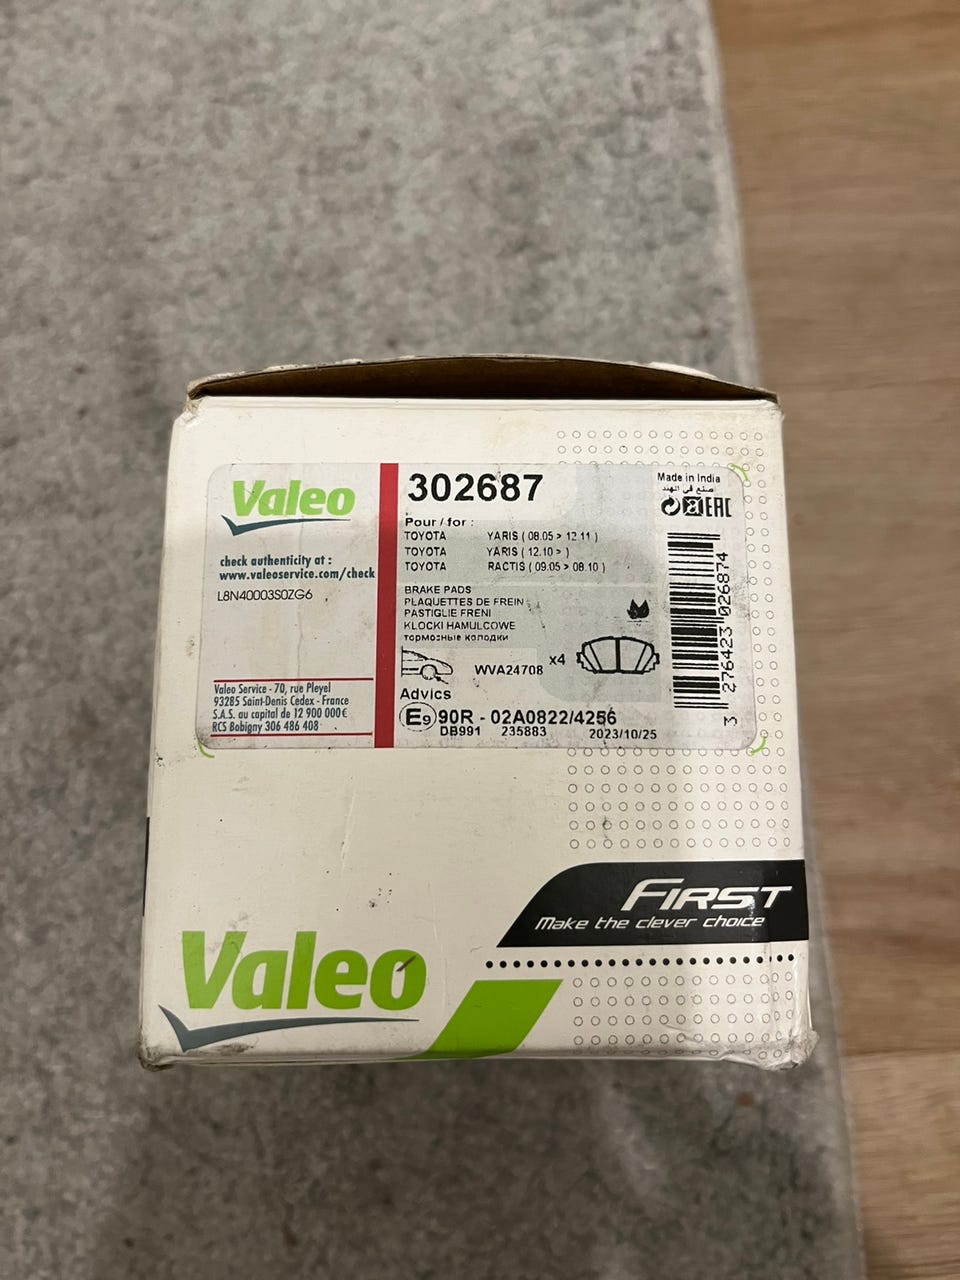 Valeo
check authenticity at :
www.valeoservice.com/check
L8N40003S0ZG6
Valeo Service - 70, rue Pleyel
93285 Saint-Denis Cedex - France
S.A.S. au capital de 12 900 000€
RCS Bobigny 306 486 408
302687
Pour / for :
TOYOTA YARIS ( 08.05 > 12.11 )
TOYOTA YARIS ( 12.10 > )
TOYOTA RACTIS ( 09.05 > 08.10 )
BRAKE PADS
PLAQUETTES DE FREIN
PASTIGLIE FRENI
KLOCKI HAMULCOWE
тормозные колодки
WVA24708 x4
Advics
E9 90R - 02A0822/4256
DB991 235883 2023/10/25
Made in India
صنع في الهند
EAC
3 276423 026874
FIRST
Make the clever choice
Valeo